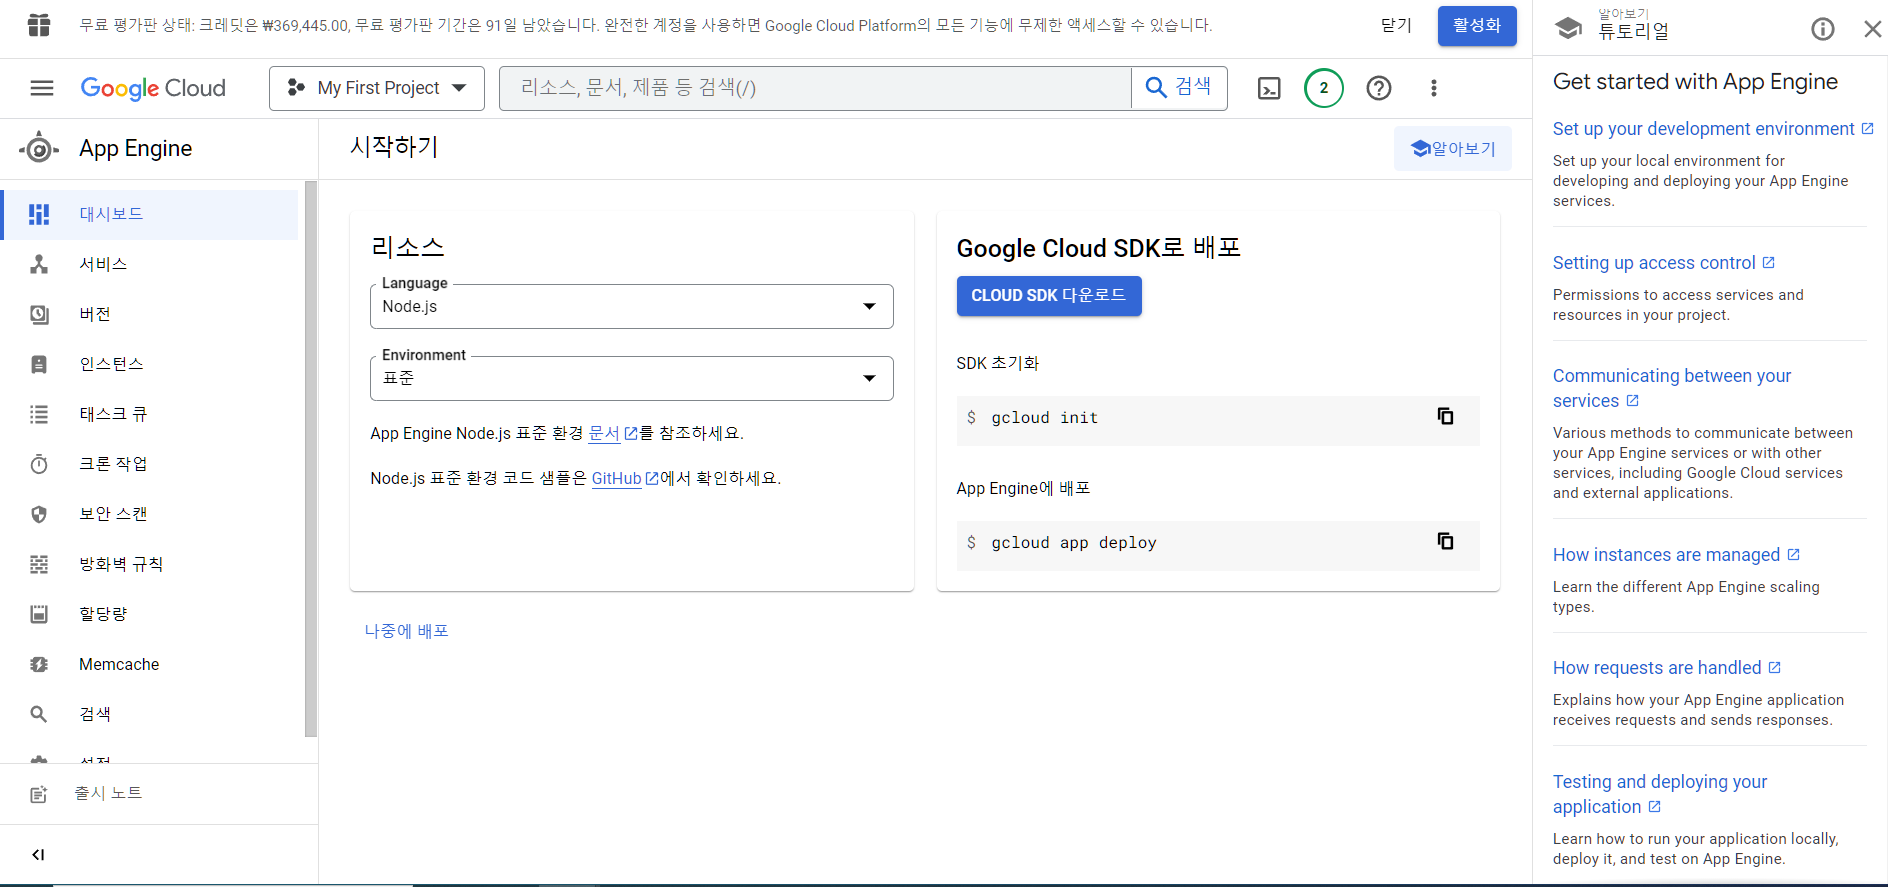 무료 평가판 상태: 크레딧은 ₩369,445.00, 무료 평가판 기간은 91일 남았습니다. 완전한 계정을 사용하면 Google Cloud Platform의 모든 기능에 무제한 액세스할 수 있습니다.
닫기
활성화
Google Cloud
My First Project
리소스, 문서, 제품 등 검색(/)
검색
2
App Engine
대시보드
서비스
버전
인스턴스
태스크 큐
크론 작업
보안 스캔
방화벽 규칙
할당량
Memcache
검색
설정
출시 노트
시작하기
알아보기
리소스
Language
Node.js
Environment
표준
App Engine Node.js 표준 환경 문서를 참조하세요.
Node.js 표준 환경 코드 샘플은 GitHub에서 확인하세요.
나중에 배포
Google Cloud SDK로 배포
CLOUD SDK 다운로드
SDK 초기화
$ gcloud init
App Engine에 배포
$ gcloud app deploy
알아보기
튜토리얼
Get started with App Engine
Set up your development environment
Set up your local environment for
developing and deploying your App Engine
services.
Setting up access control
Permissions to access services and
resources in your project.
Communicating between your
services
Various methods to communicate between
your App Engine services or with other
services, including Google Cloud services
and external applications.
How instances are managed
Learn the different App Engine scaling
types.
How requests are handled
Explains how your App Engine application
receives requests and sends responses.
Testing and deploying your
application
Learn how to run your application locally,
deploy it, and test on App Engine.